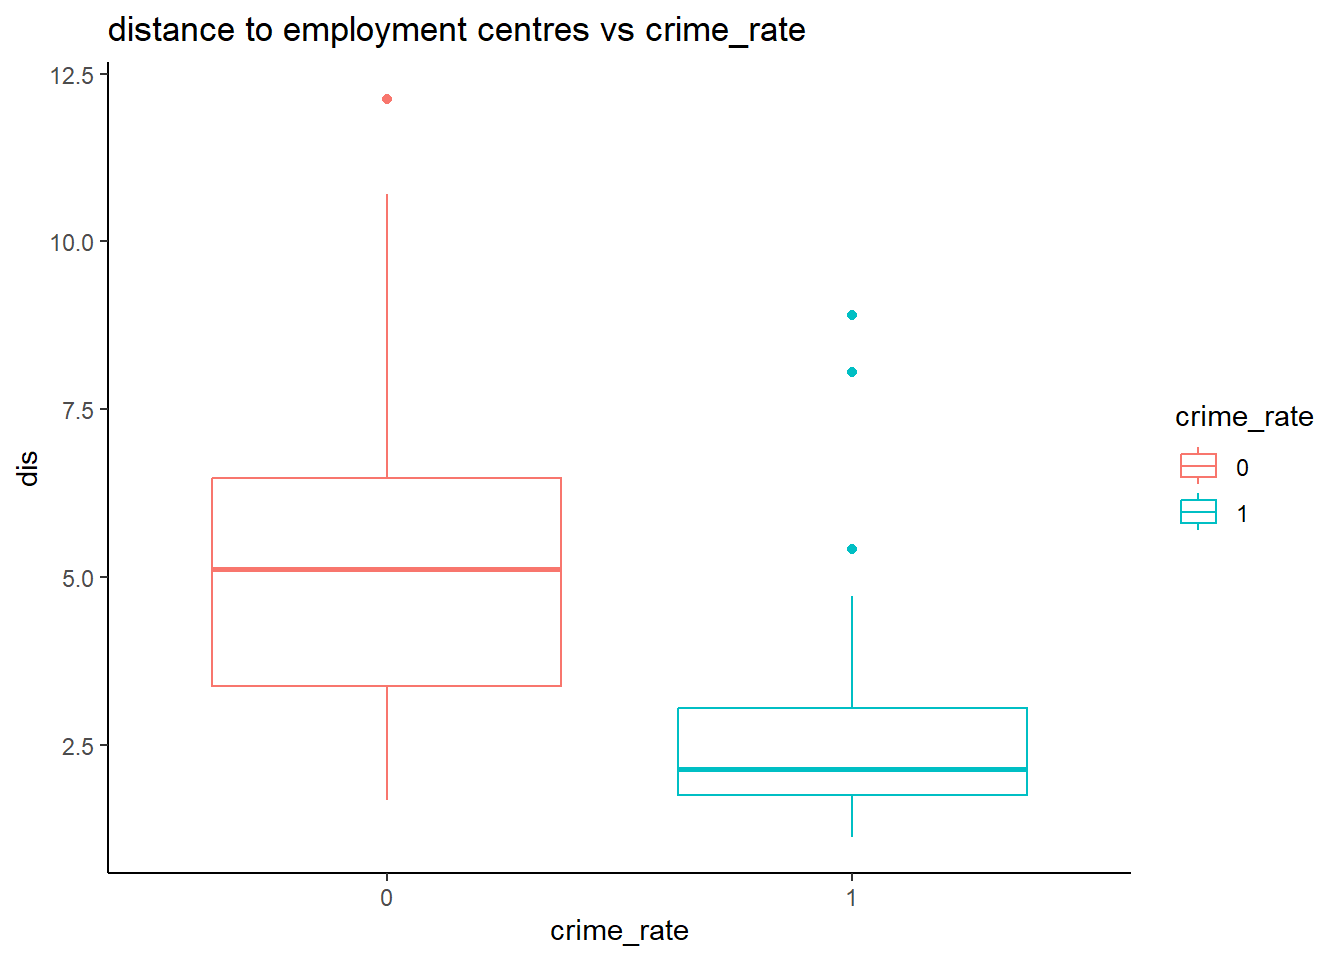 distance to employment centres vs crime_rate
12.5
10.0
7.5
5.0
2.5
dis
0
1
crime_rate
crime_rate
0
1